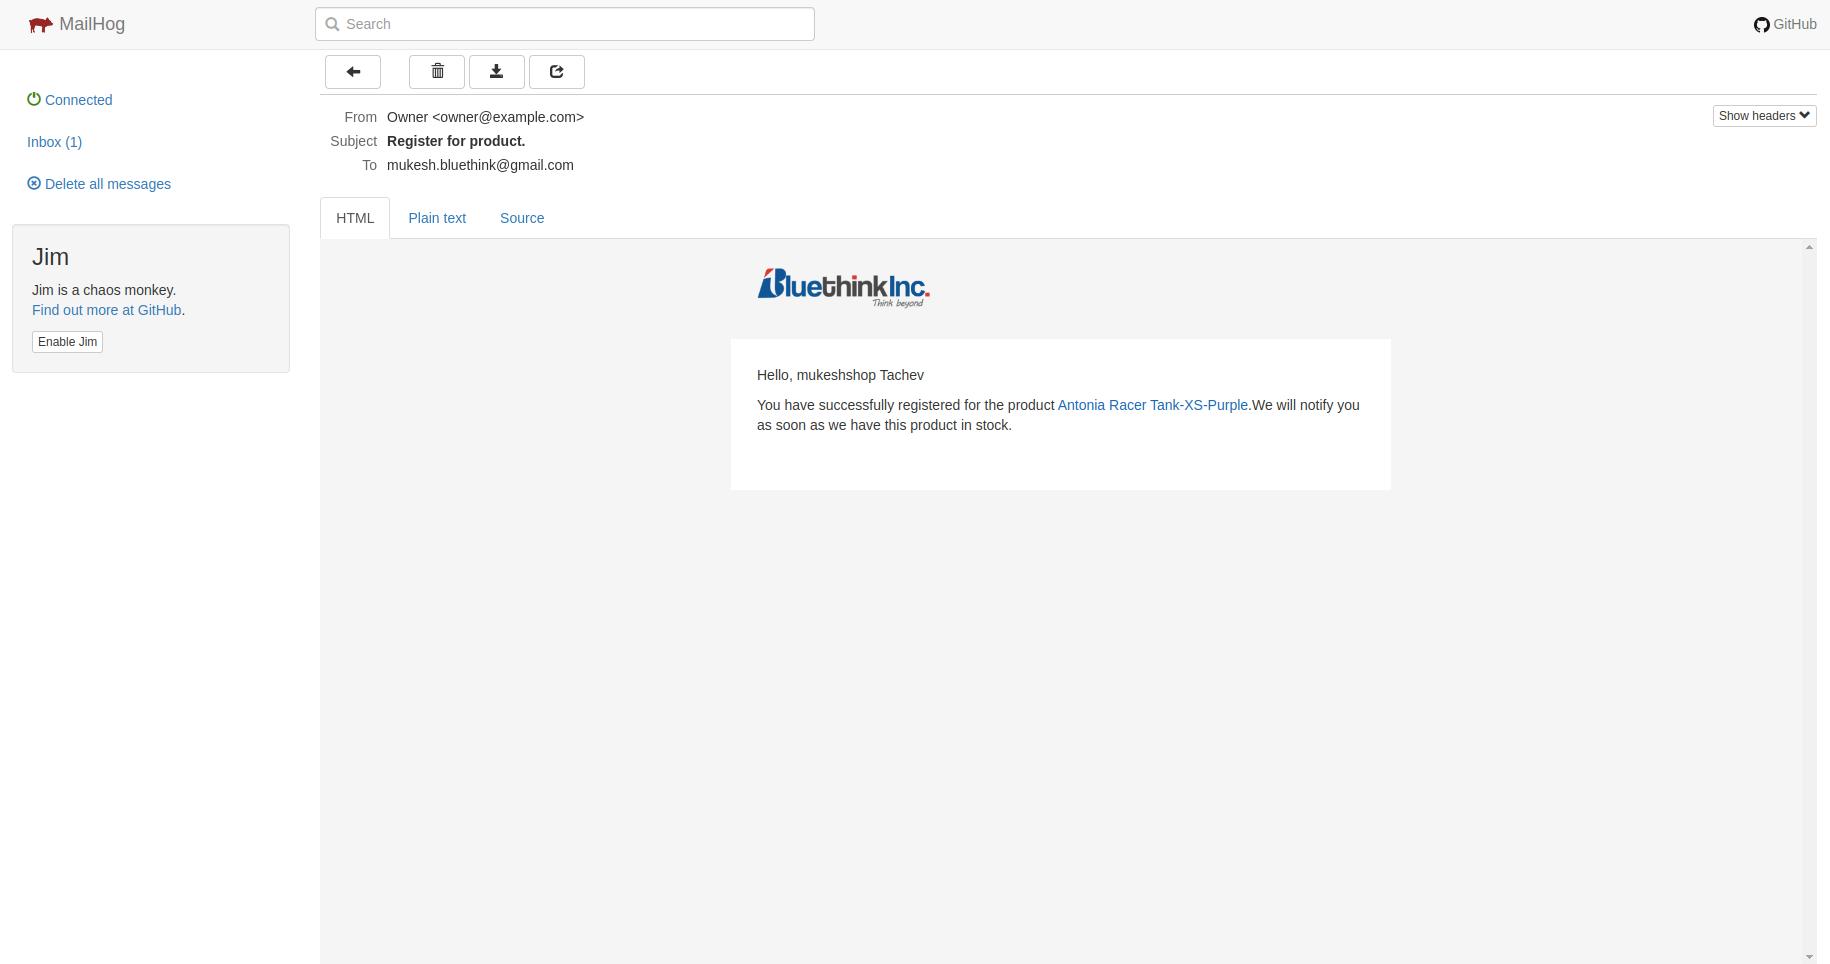 MailHog
Search
GitHub
Connected
Inbox (1)
Delete all messages
Jim
Jim is a chaos monkey.
Find out more at GitHub.
Enable Jim
From Owner <owner@example.com>
Show headers
Subject Register for product.
To mukesh.bluethink@gmail.com
HTML Plain text Source
BluethinkInc.
Think beyond
Hello, mukeshshop Tachev
You have successfully registered for the product Antonia Racer Tank-XS-Purple.We will notify you
as soon as we have this product in stock.